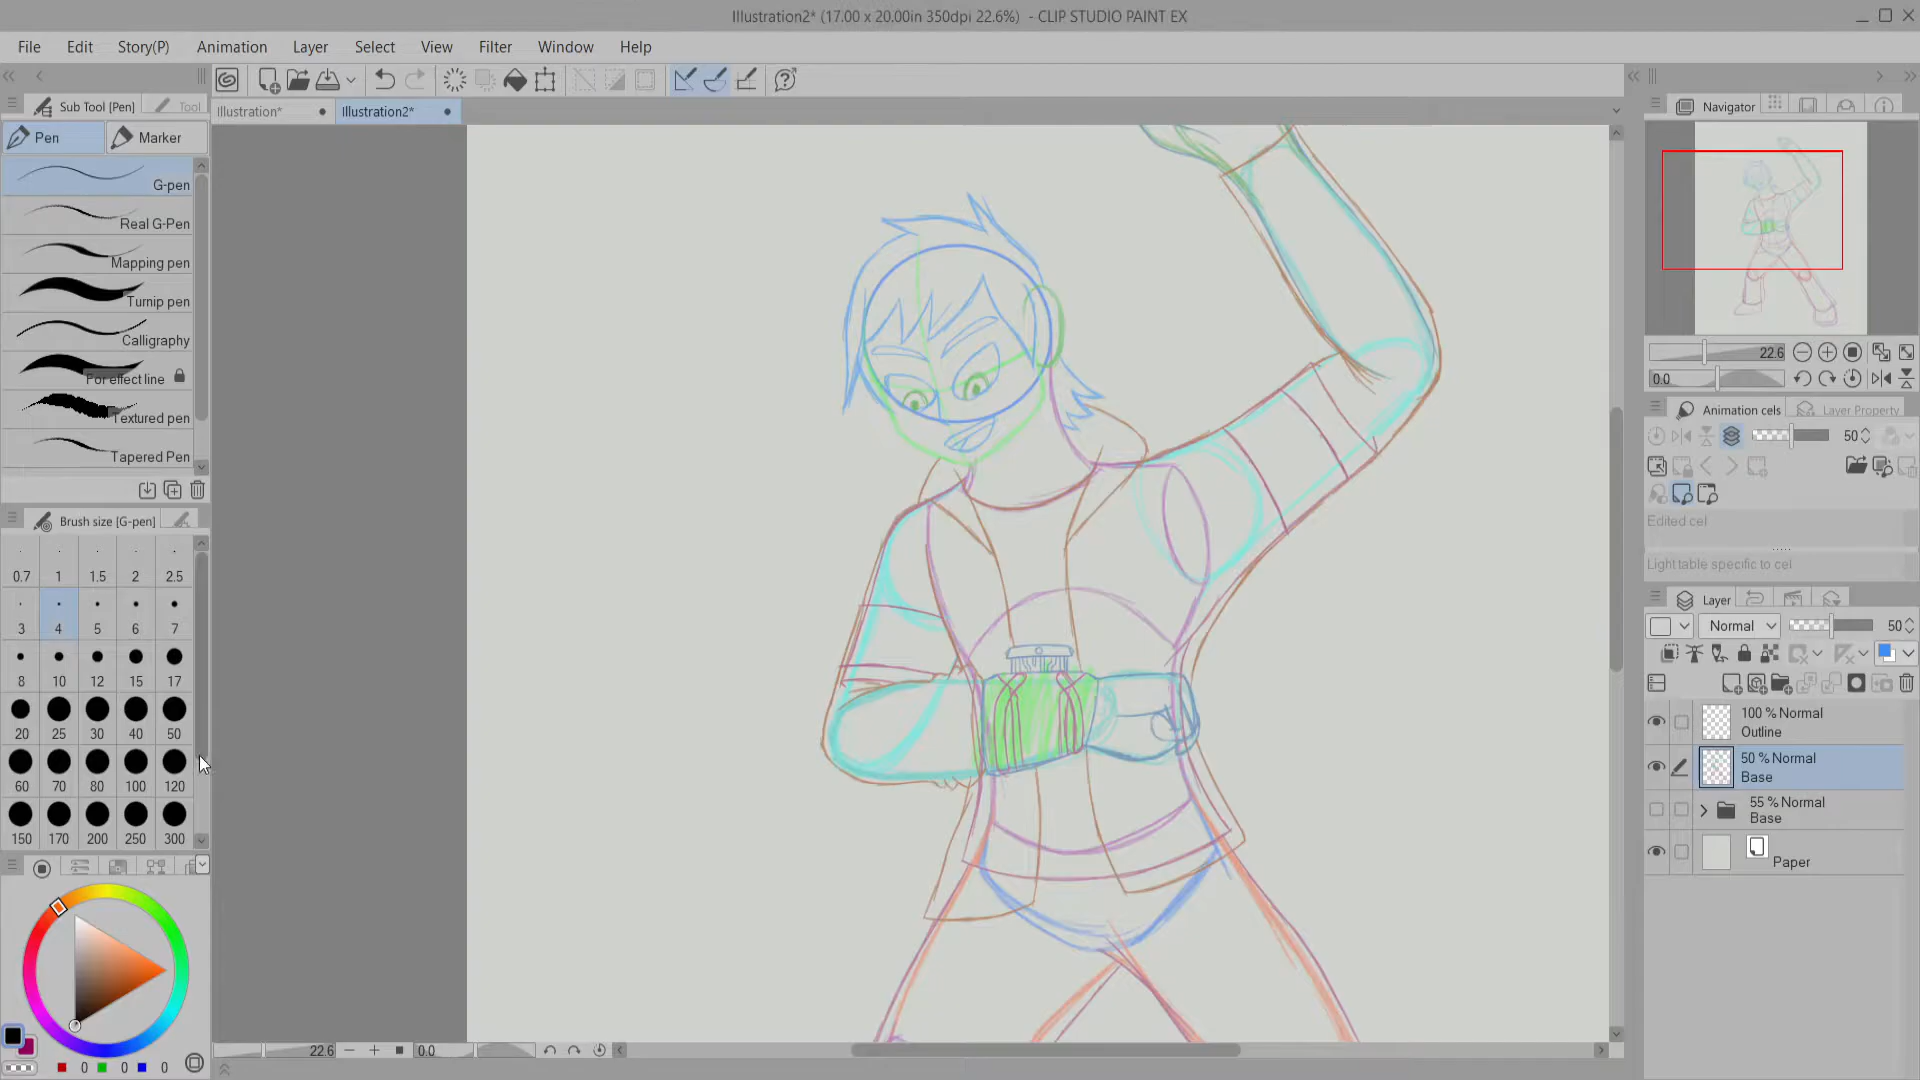 Illustration2* (17.00 x 20.00in 350dpi 22.6%) - CLIP STUDIO PAINT EX
File Edit Story(P) Animation Layer Select View Filter Window Help
Sub Tool [Pen] Tool
Illustration* Illustration2*
Pen Marker
G-pen
Real G-Pen
Mapping pen
Turnip pen
Calligraphy
For effect line
Textured pen
Tapered Pen
Brush size [G-pen]
0.7 1 1.5 2 2.5
3 4 5 6 7
8 10 12 15 17
20 25 30 40 50
60 70 80 100 120
150 170 200 250 300
0 0 0
22.6 0.0
Navigator
22.6
0.0
Animation cels Layer Property
50
Edited cel
Light table specific to cel
Layer
Normal 50
100 % Normal
Outline
50 % Normal
Base
55 % Normal
Base
Paper